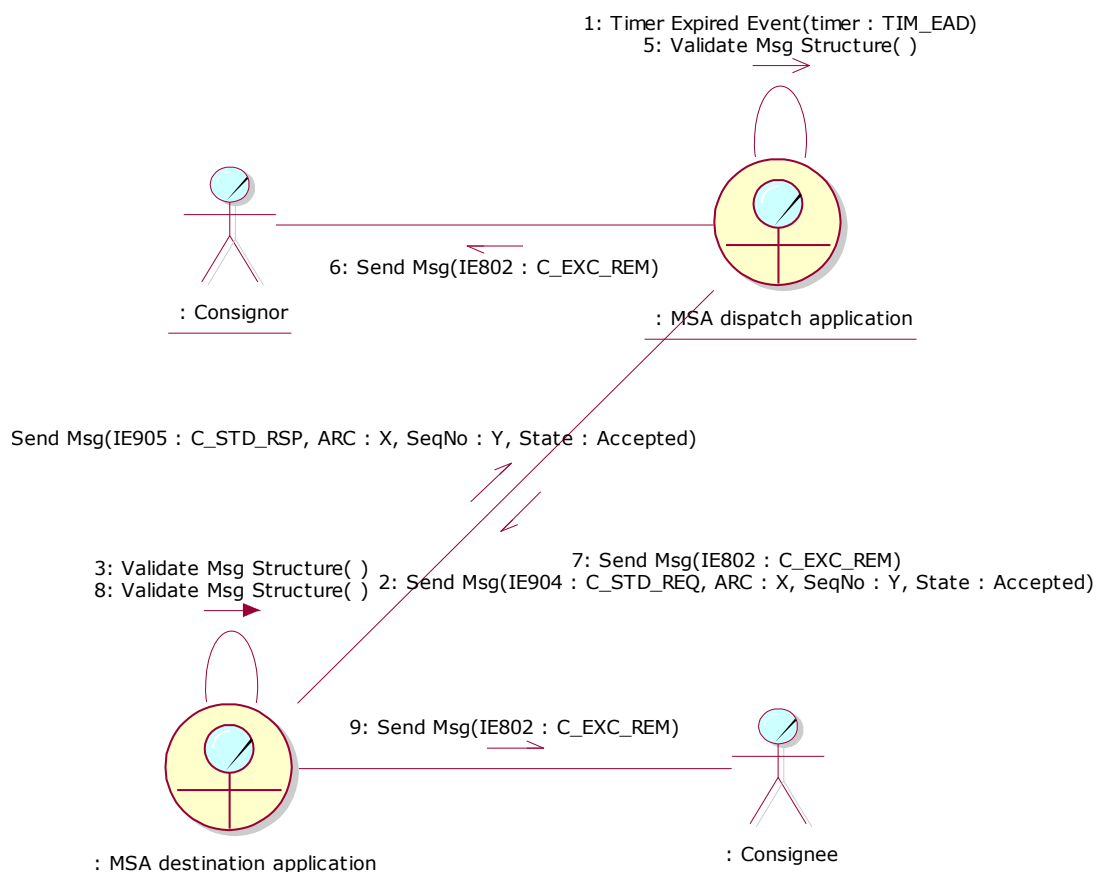 1: Timer Expired Event(timer : TIM_EAD)
5: Validate Msg Structure( )
6: Send Msg(IE802 : C_EXC_REM)
: Consignor
: MSA dispatch application
Send Msg(IE905 : C_STD_RSP, ARC : X, SeqNo : Y, State : Accepted)
3: Validate Msg Structure( )
8: Validate Msg Structure( )
7: Send Msg(IE802 : C_EXC_REM)
2: Send Msg(IE904 : C_STD_REQ, ARC : X, SeqNo : Y, State : Accepted)
9: Send Msg(IE802 : C_EXC_REM)
: Consignee
: MSA destination application